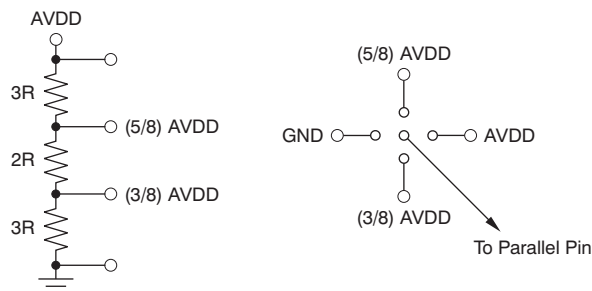 AVDD
3R
(5/8) AVDD
2R
(3/8) AVDD
3R
(5/8) AVDD
GND
AVDD
(3/8) AVDD
To Parallel Pin